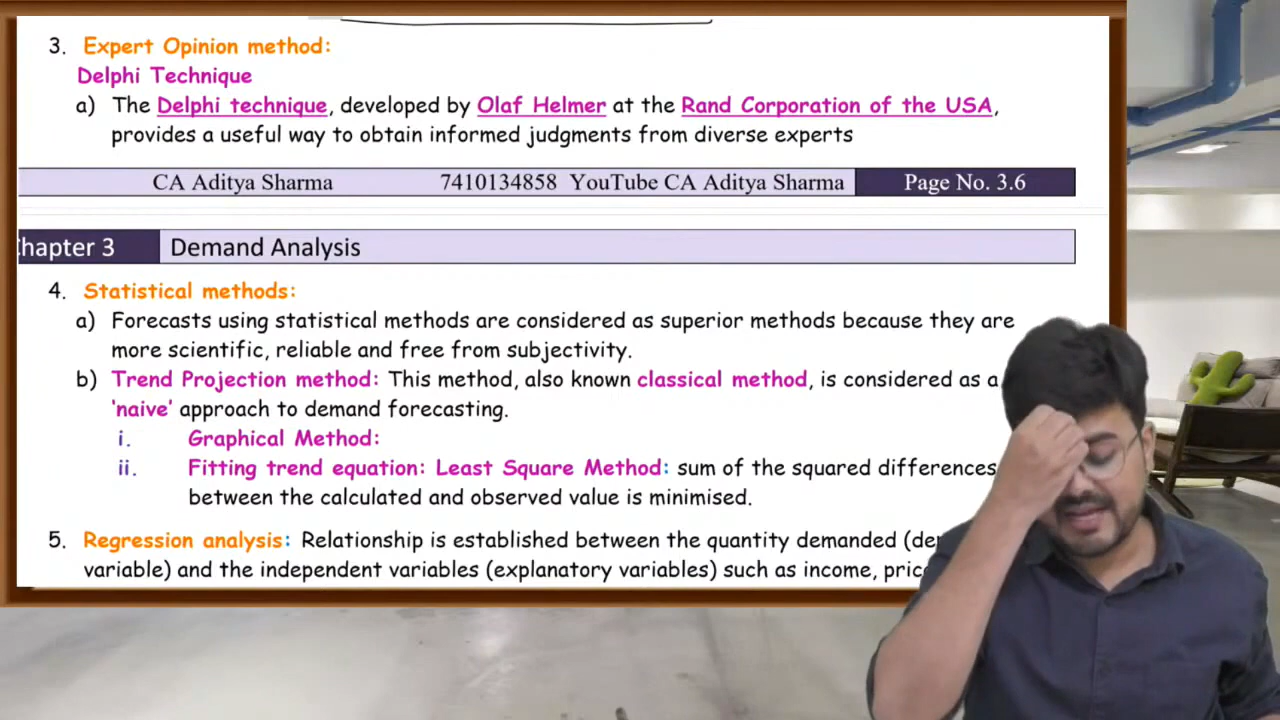 3. Expert Opinion method:
Delphi Technique
a) The Delphi technique, developed by Olaf Helmer at the Rand Corporation of the USA,
provides a useful way to obtain informed judgments from diverse experts
CA Aditya Sharma 7410134858 YouTube CA Aditya Sharma Page No. 3.6
hapter 3 Demand Analysis
4. Statistical methods:
a) Forecasts using statistical methods are considered as superior methods because they are
more scientific, reliable and free from subjectivity.
b) Trend Projection method: This method, also known classical method, is considered as a
'naive' approach to demand forecasting.
i. Graphical Method:
ii. Fitting trend equation: Least Square Method: sum of the squared differences
between the calculated and observed value is minimised.
5. Regression analysis: Relationship is established between the quantity demanded (de
variable) and the independent variables (explanatory variables) such as income, pric